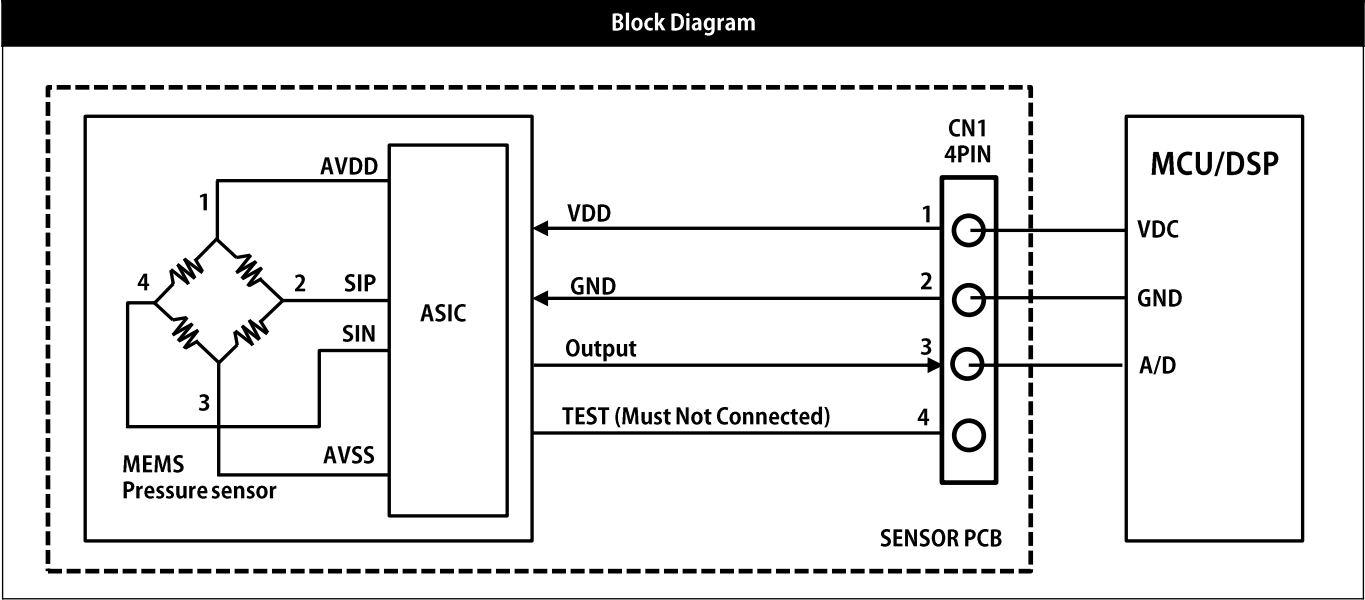 Block Diagram
CN1
4PIN
MCU/DSP
AVDD
1
VDD
1
VDC
4
2
SIP
GND
2
GND
ASIC
SIN
Output
3
A/D
3
TEST (Must Not Connected)
4
AVSS
MEMS
Pressure sensor
SENSOR PCB